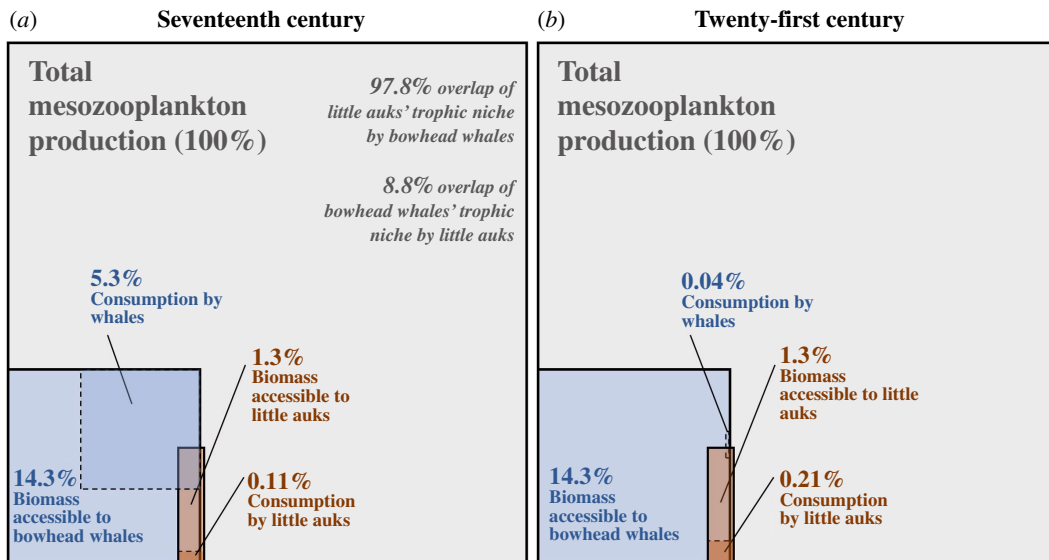 (a) Seventeenth century
Total
mesozooplankton
production (100%)
97.8% overlap of
little auks' trophic niche
by bowhead whales
8.8% overlap of
bowhead whales' trophic
niche by little auks
5.3%
Consumption by
whales
1.3%
Biomass
accessible to
little auks
14.3%
Biomass
accessible to
bowhead whales
0.11%
Consumption
by little auks
(b) Twenty-first century
Total
mesozooplankton
production (100%)
0.04%
Consumption by
whales
1.3%
Biomass
accessible to little
auks
14.3%
Biomass
accessible to
bowhead whales
0.21%
Consumption
by little auks